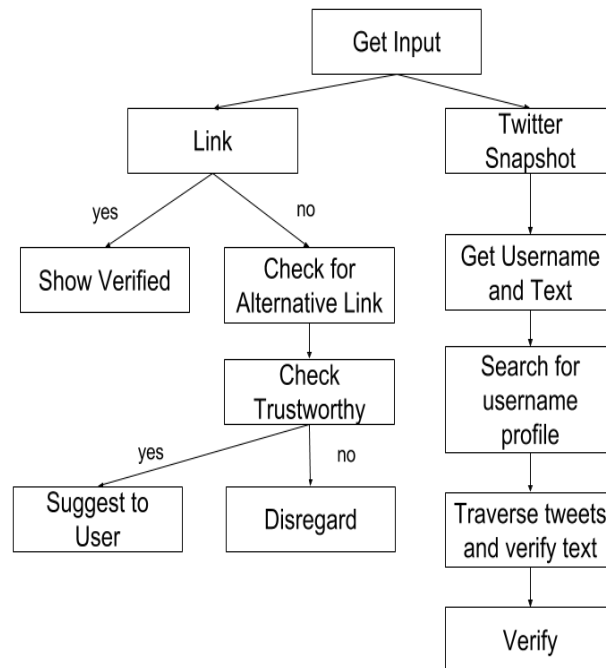 Get Input
Link
Twitter
Snapshot
yes
no
Show Verified
Check for
Alternative Link
Get Username
and Text
Check
Trustworthy
Search for
username
profile
yes
no
Suggest to
User
Disregard
Traverse tweets
and verify text
Verify